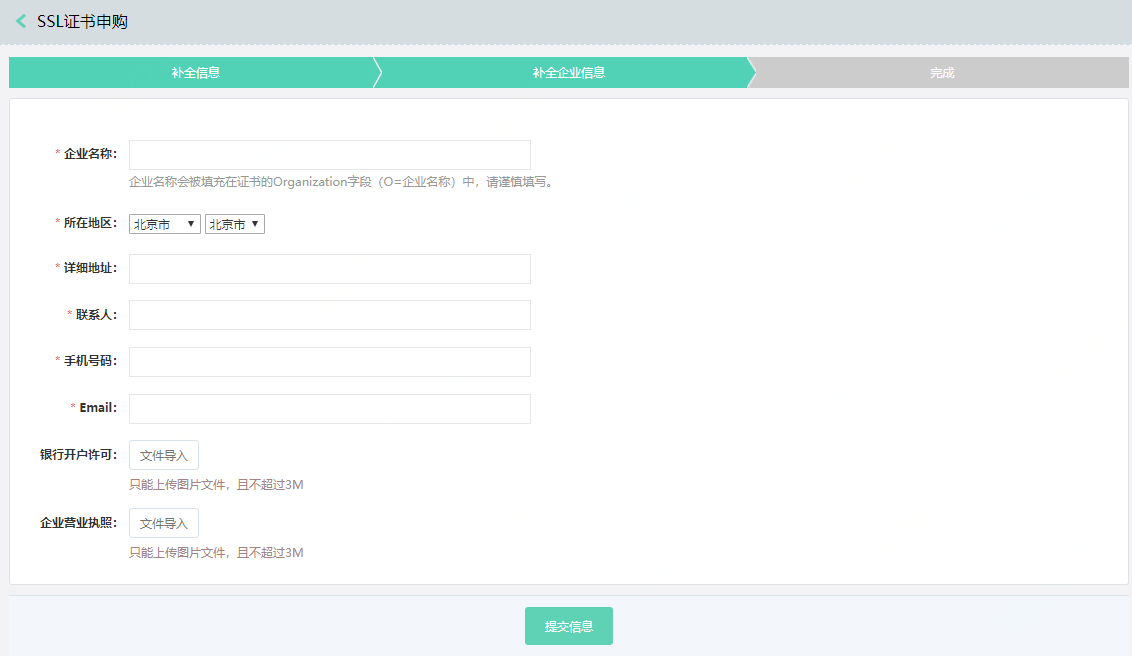 SSL证书申购
补全信息
补全企业信息
完成
* 企业名称：
企业名称会被填充在证书的Organization字段（O=企业名称）中，请谨慎填写。
* 所在地区： 北京市 ▼ 北京市 ▼
* 详细地址：
* 联系人：
* 手机号码：
* Email：
银行开户许可： 文件导入
只能上传图片文件，且不超过3M
企业营业执照： 文件导入
只能上传图片文件，且不超过3M
提交信息